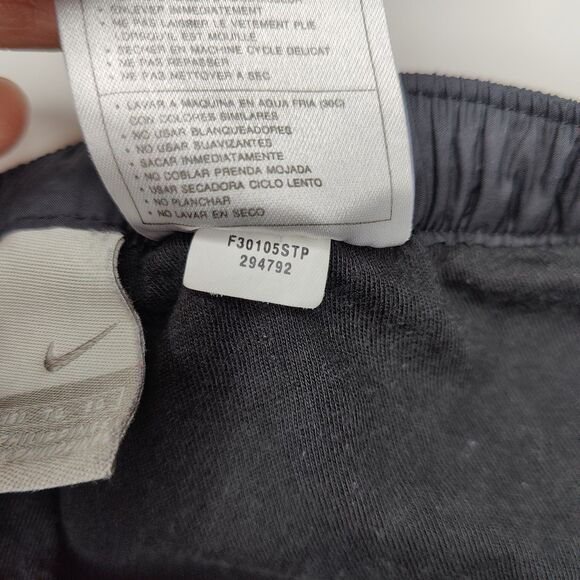 ENLEVER IMMEDIATEMENT
• NE PAS LAISSER LE VETEMENT PLIE
LORSQU'IL EST MOUILLE
• SECHER EN MACHINE CYCLE DELICAT
• NE PAS REPASSER
• NE PAS NETTOYER A SEC
• LAVAR A MAQUINA EN AGUA FRIA (30C)
CON COLORES SIMILARES
• NO USAR BLANQUEADORES
• NO USAR SUAVIZANTES
SACAR INMEDIATAMENTE
• NO DOBLAR PRENDA MOJADA
• USAR SECADORA CICLO LENTO
• NO PLANCHAR
• NO LAVAR EN SECO
F30105STP
294792